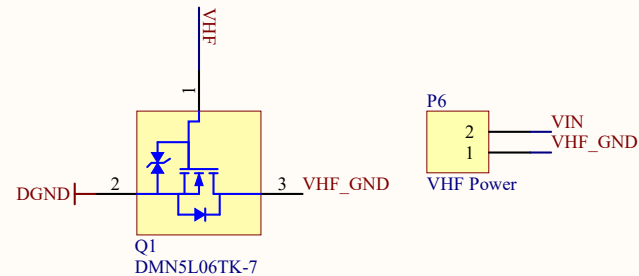 VHF
1
DGND
2
3
VHF_GND
Q1
DMN5L06TK-7
P6
2
VIN
1
VHF_GND
VHF Power